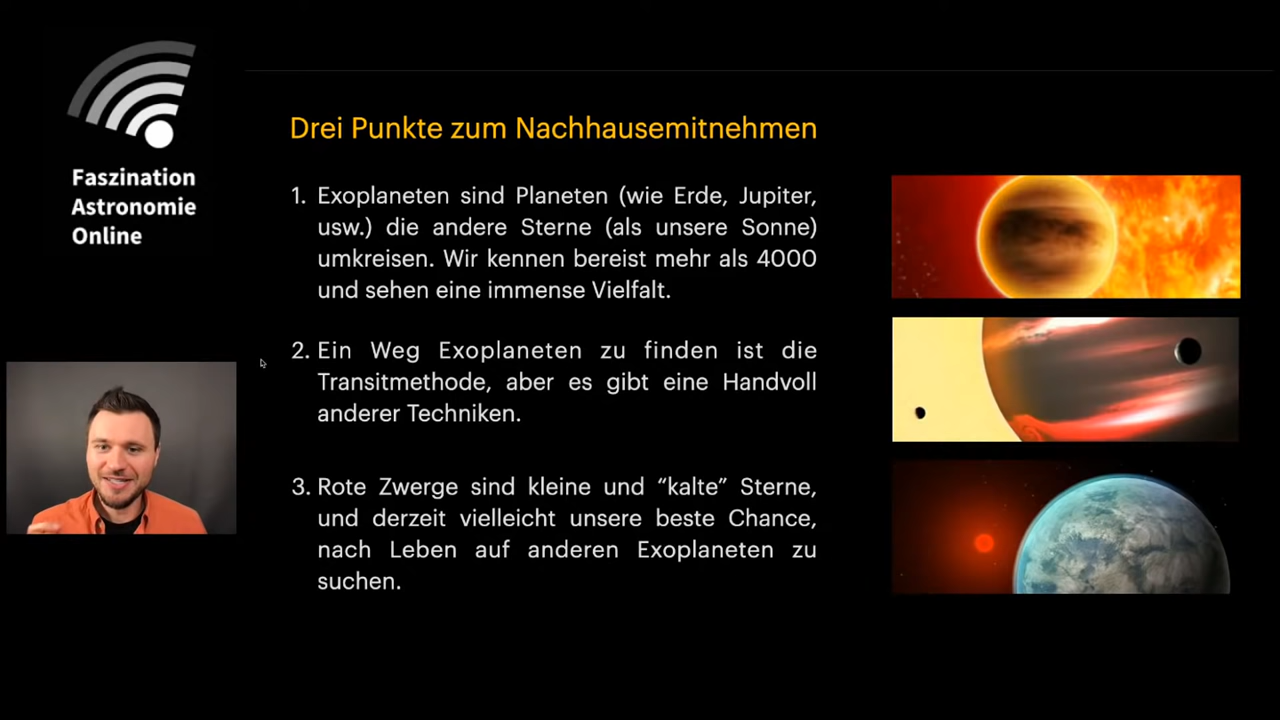 Faszination
Astronomie
Online
Drei Punkte zum Nachhausemitnehmen
1. Exoplaneten sind Planeten (wie Erde, Jupiter,
usw.) die andere Sterne (als unsere Sonne)
umkreisen. Wir kennen bereist mehr als 4000
und sehen eine immense Vielfalt.
2. Ein Weg Exoplaneten zu finden ist die
Transitmethode, aber es gibt eine Handvoll
anderer Techniken.
3. Rote Zwerge sind kleine und “kalte” Sterne,
und derzeit vielleicht unsere beste Chance,
nach Leben auf anderen Exoplaneten zu
suchen.